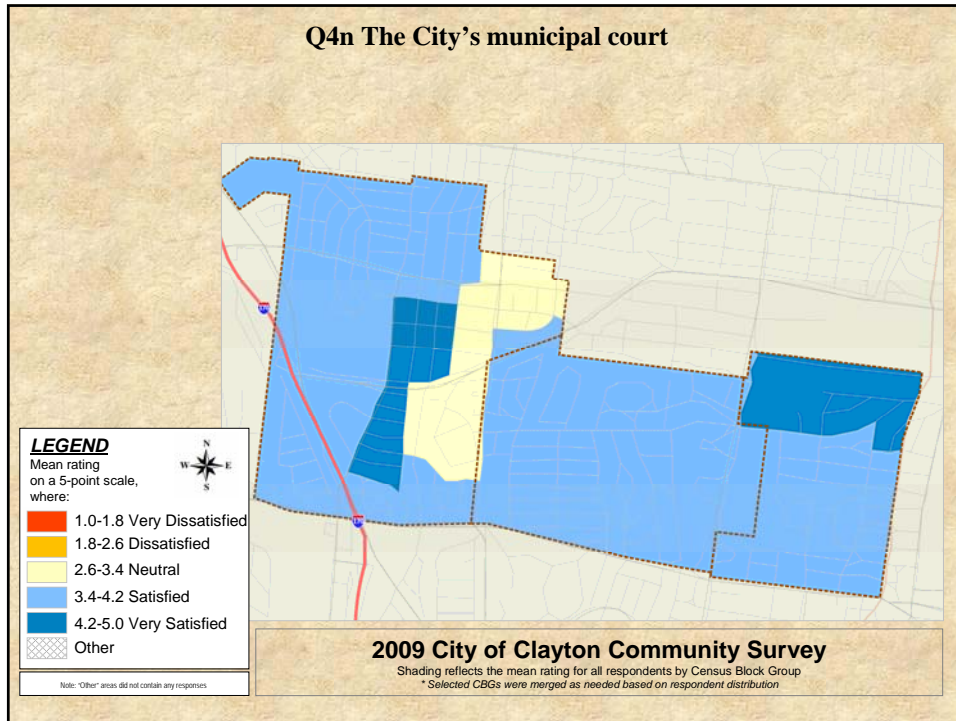 Q4n The City's municipal court
LEGEND
Mean rating
on a 5-point scale,
where:
N
W E
S
1.0-1.8 Very Dissatisfied
1.8-2.6 Dissatisfied
2.6-3.4 Neutral
3.4-4.2 Satisfied
4.2-5.0 Very Satisfied
Other
Note: "Other" areas did not contain any responses
2009 City of Clayton Community Survey
Shading reflects the mean rating for all respondents by Census Block Group
* Selected CBGs were merged as needed based on respondent distribution